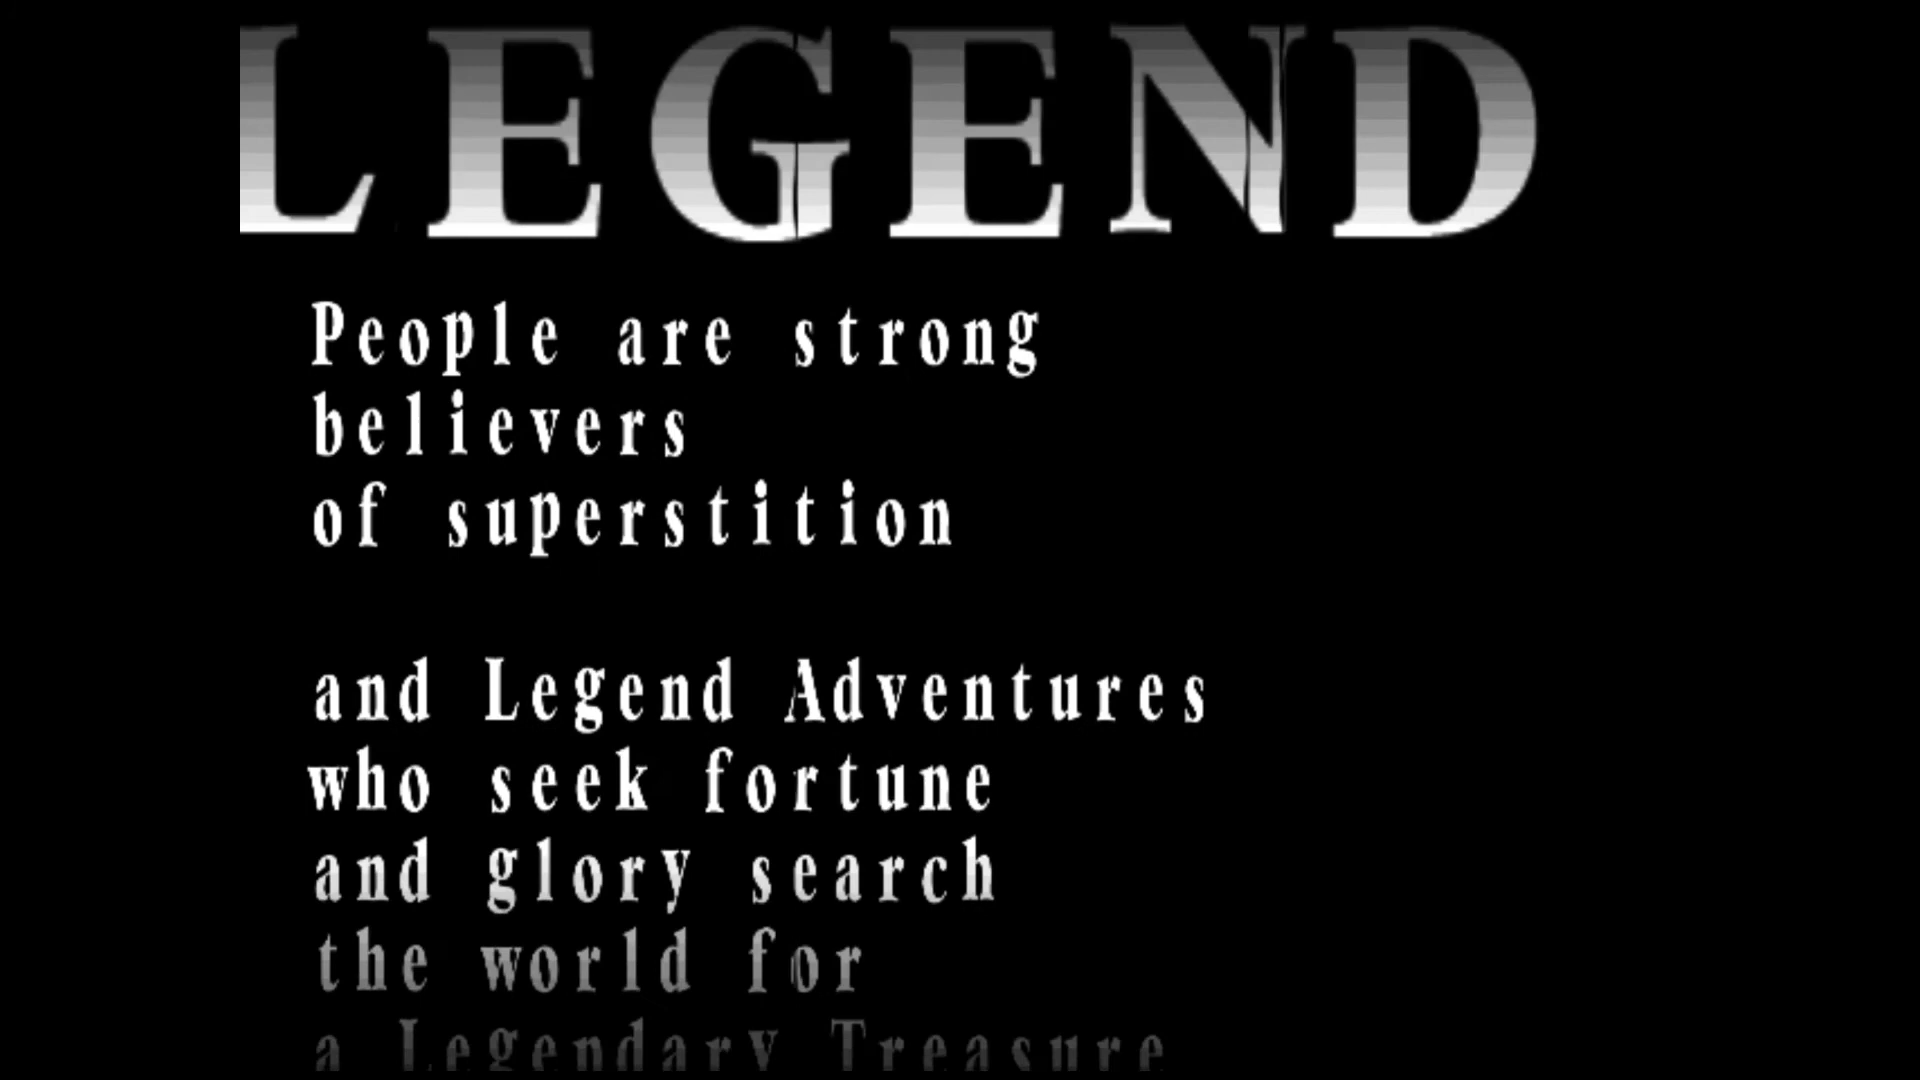 LEGEND
People are strong
believers
of superstition
and Legend Adventures
who seek fortune
and glory search
the world for
a Legendary Treasure